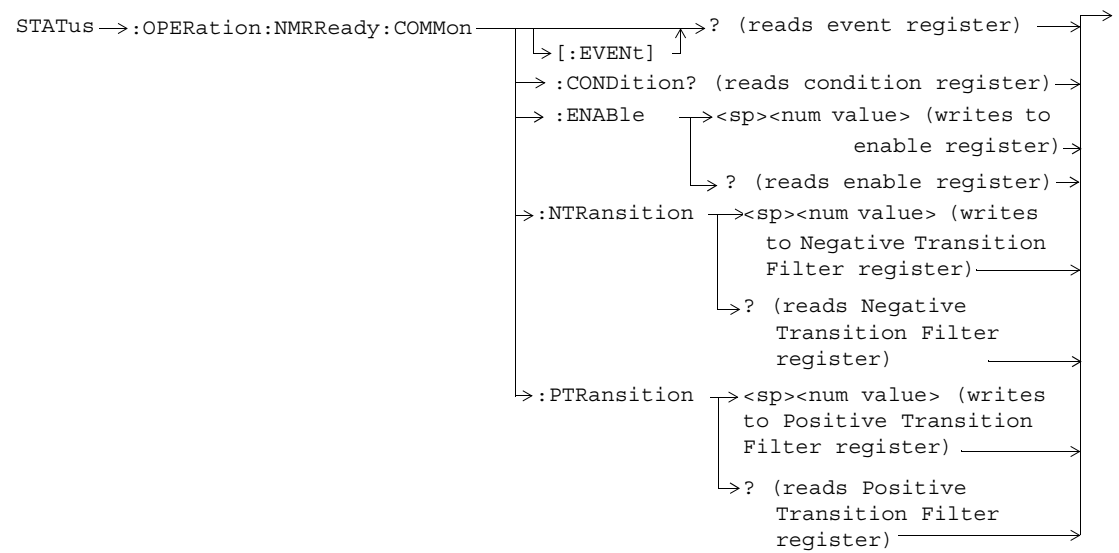 STATus :OPERation:NMRReady:COMMon ? (reads event register)
[:EVENt]
:CONDition? (reads condition register)
:ENABle <sp><num value> (writes to
enable register)
? (reads enable register)
:NTRansition <sp><num value> (writes
to Negative Transition
Filter register)
? (reads Negative
Transition Filter
register)
:PTRansition <sp><num value> (writes
to Positive Transition
Filter register)
? (reads Positive
Transition Filter
register)